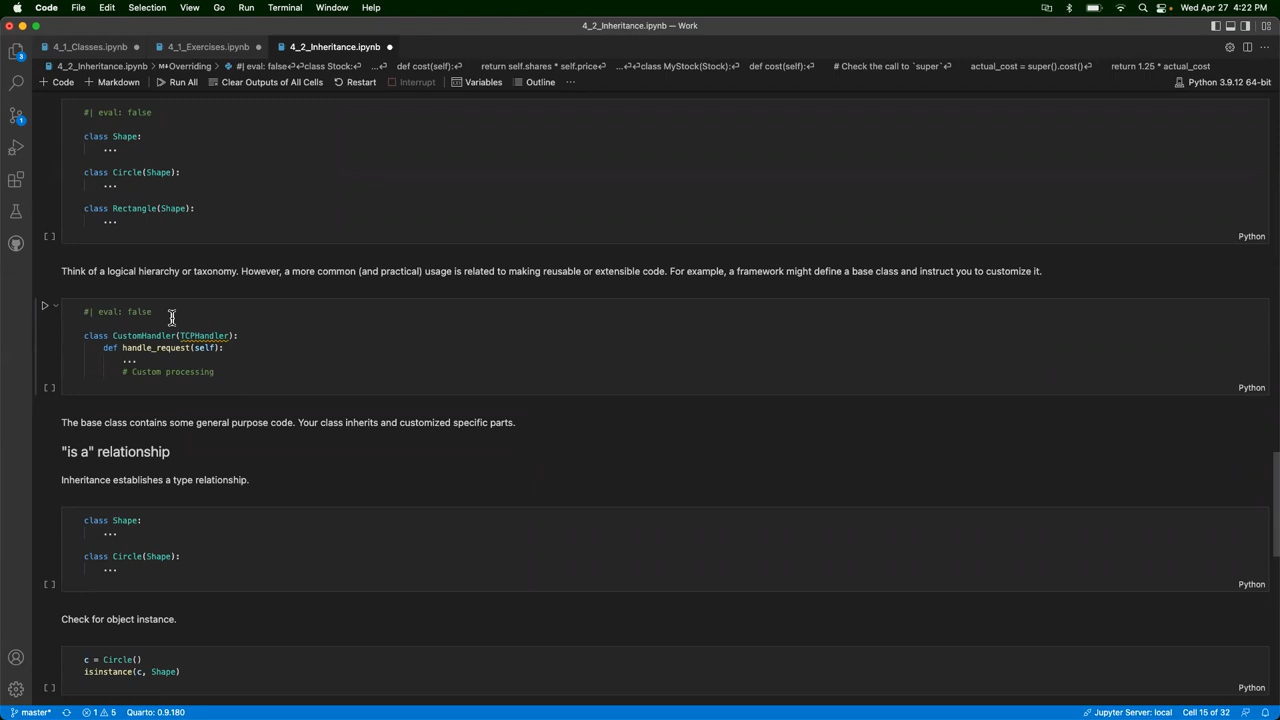 Code File Edit Selection View Go Run Terminal Window Help Wed Apr 27 4:22 PM
4_2_Inheritance.ipynb — Work
4_1_Classes.ipynb 4_1_Exercises.ipynb 4_2_Inheritance.ipynb
4_2_Inheritance.ipynb > M↓Overriding > #| eval: false↵class Stock:↵ ...↵ def cost(self):↵ return self.shares * self.price ...↵class MyStock(Stock):↵ def cost(self):↵ # Check the call to `super`↵ actual_cost = super().cost()↵ return 1.25 * actual_cost
+ Code + Markdown Run All Clear Outputs of All Cells Restart Interrupt Variables Outline ... Python 3.9.12 64-bit
#| eval: false
class Shape:
...
class Circle(Shape):
...
class Rectangle(Shape):
...
[ ] Python
Think of a logical hierarchy or taxonomy. However, a more common (and practical) usage is related to making reusable or extensible code. For example, a framework might define a base class and instruct you to customize it.
#| eval: false
class CustomHandler(TCPHandler):
def handle_request(self):
...
# Custom processing
[ ] Python
The base class contains some general purpose code. Your class inherits and customized specific parts.
"is a" relationship
Inheritance establishes a type relationship.
class Shape:
...
class Circle(Shape):
...
[ ] Python
Check for object instance.
c = Circle()
isinstance(c, Shape)
[ ] Python
master* 1 5 Quarto: 0.9.180 Jupyter Server: local Cell 15 of 32